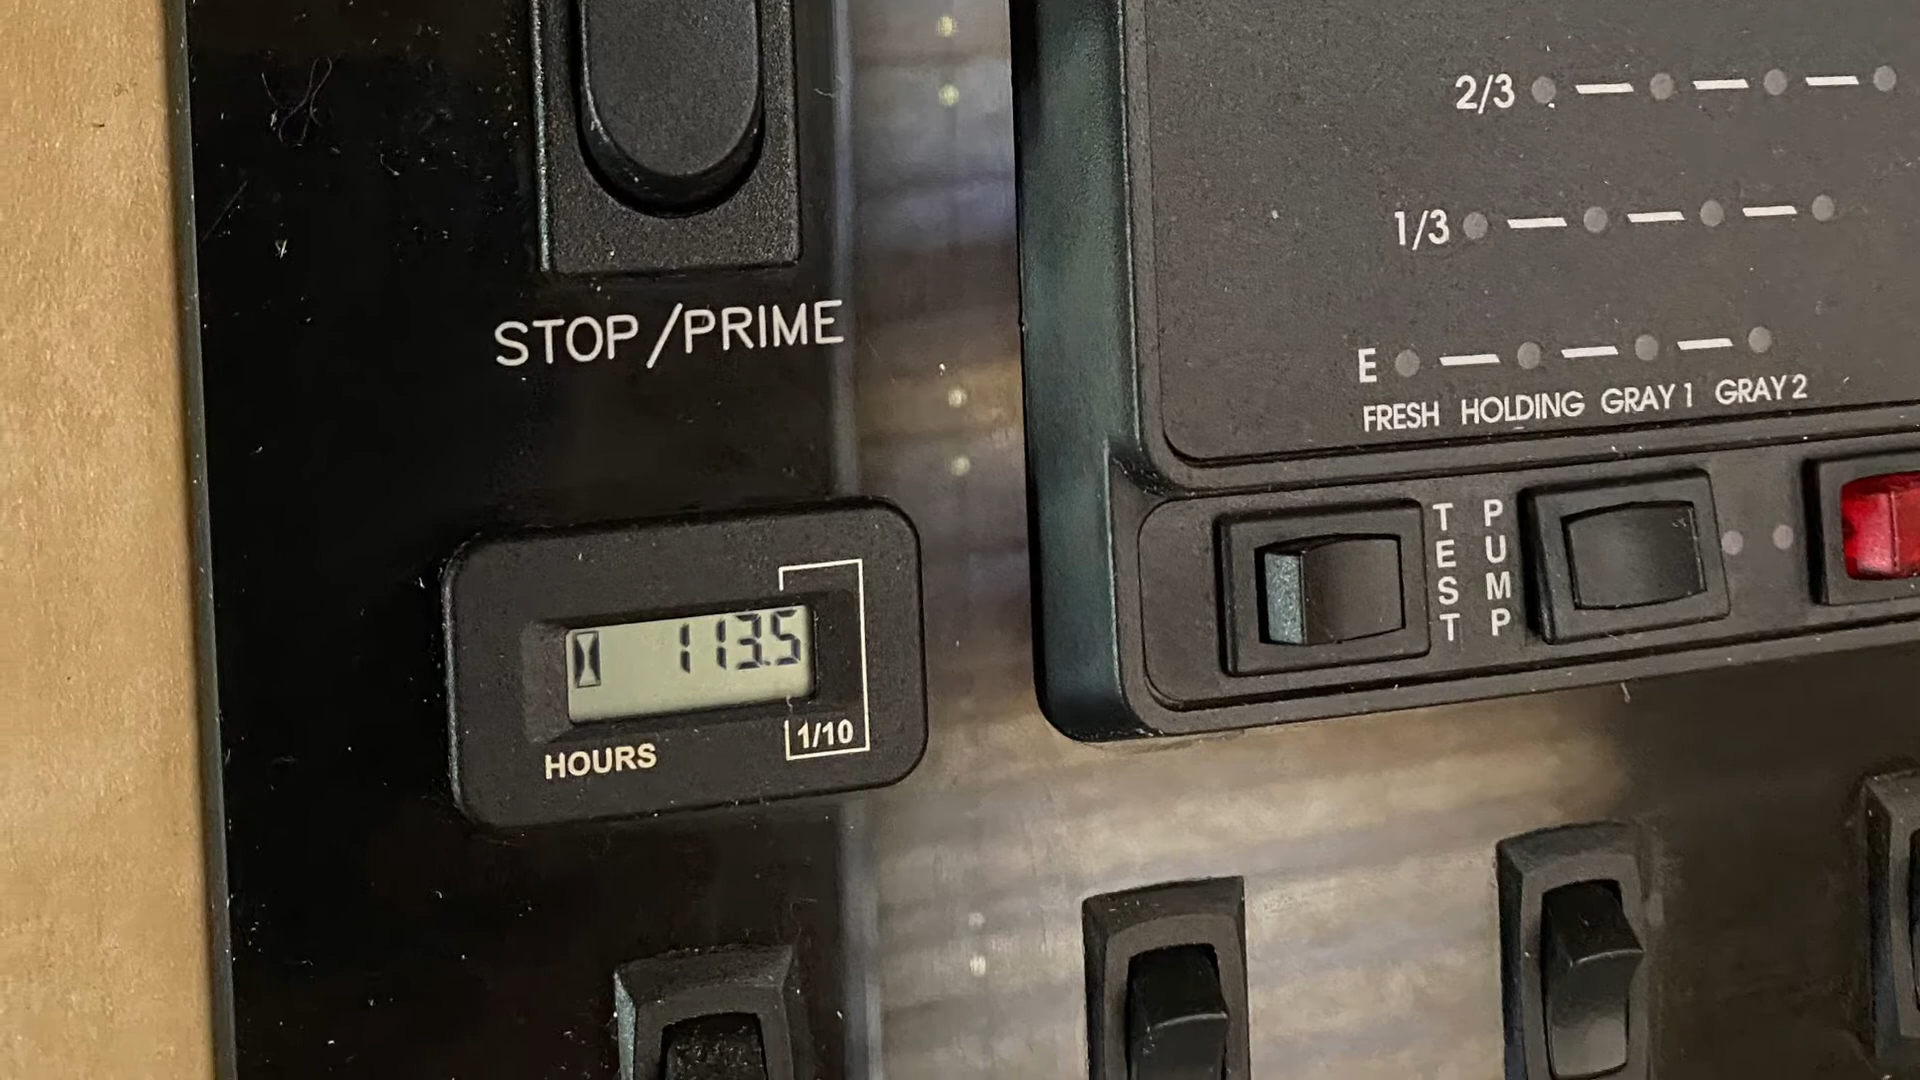 2/3
1/3
STOP/PRIME
E
FRESH HOLDING GRAY 1 GRAY 2
TEST
PUMP
113.5
1/10
HOURS